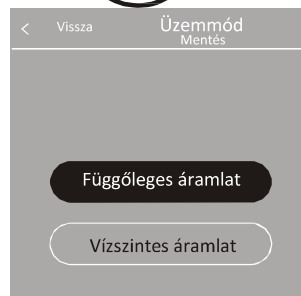 Vissza Üzemmód
Mentés
Függőleges áramlat
Vízszintes áramlat